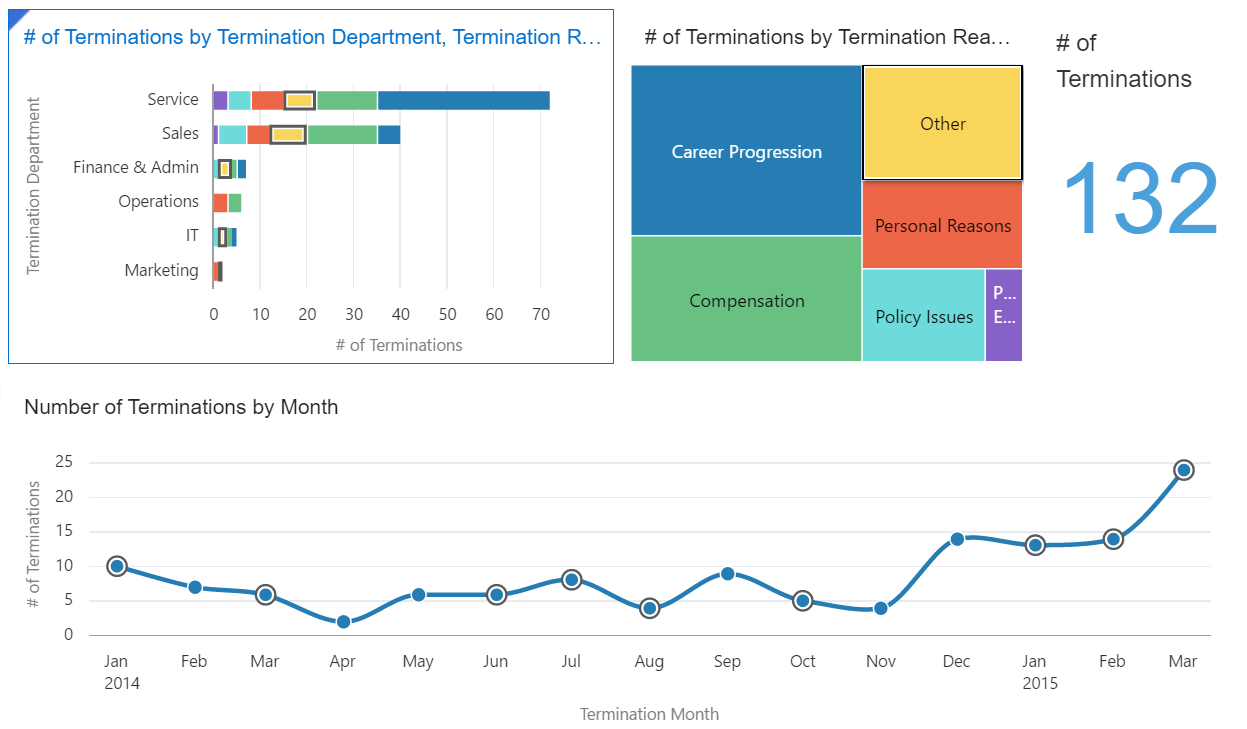 # of Terminations by Termination Department, Termination R...
Termination Department
Service
Sales
Finance & Admin
Operations
IT
Marketing
0 10 20 30 40 50 60 70
# of Terminations
# of Terminations by Termination Rea...
Career Progression
Compensation
Other
Personal Reasons
Policy Issues
P...
E...
# of
Terminations
132
Number of Terminations by Month
# of Terminations
25
20
15
10
5
0
Jan Feb Mar Apr May Jun Jul Aug Sep Oct Nov Dec Jan Feb Mar
2014 2015
Termination Month